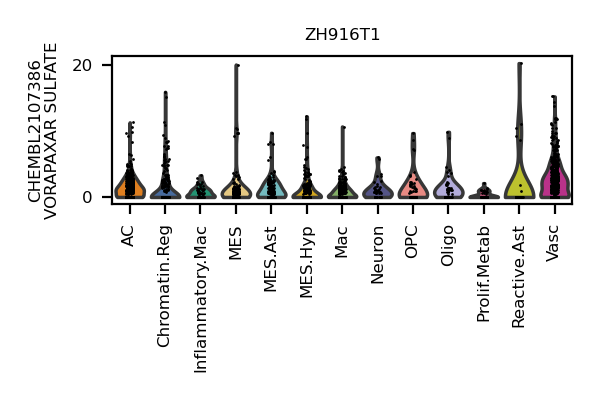 ZH916T1
CHEMBL2107386
VORAPAXAR SULFATE
20
0
AC
Chromatin.Reg
Inflammatory.Mac
MES
MES.Ast
MES.Hyp
Mac
Neuron
OPC
Oligo
Prolif.Metab
Reactive.Ast
Vasc